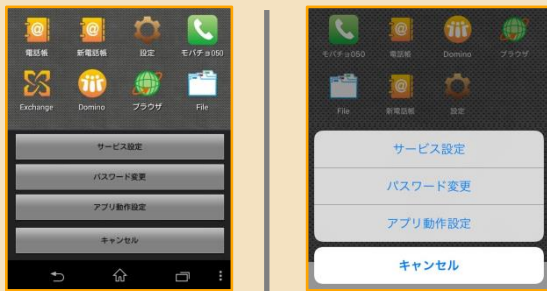 電話帳 新電話帳 設定 モバチョ050
Exchange Domino ブラウザ File
サービス設定
パスワード変更
アプリ動作設定
キャンセル
モバチョ050 電話帳 Domino ブラウザ
File 新電話帳 設定
サービス設定
パスワード変更
アプリ動作設定
キャンセル